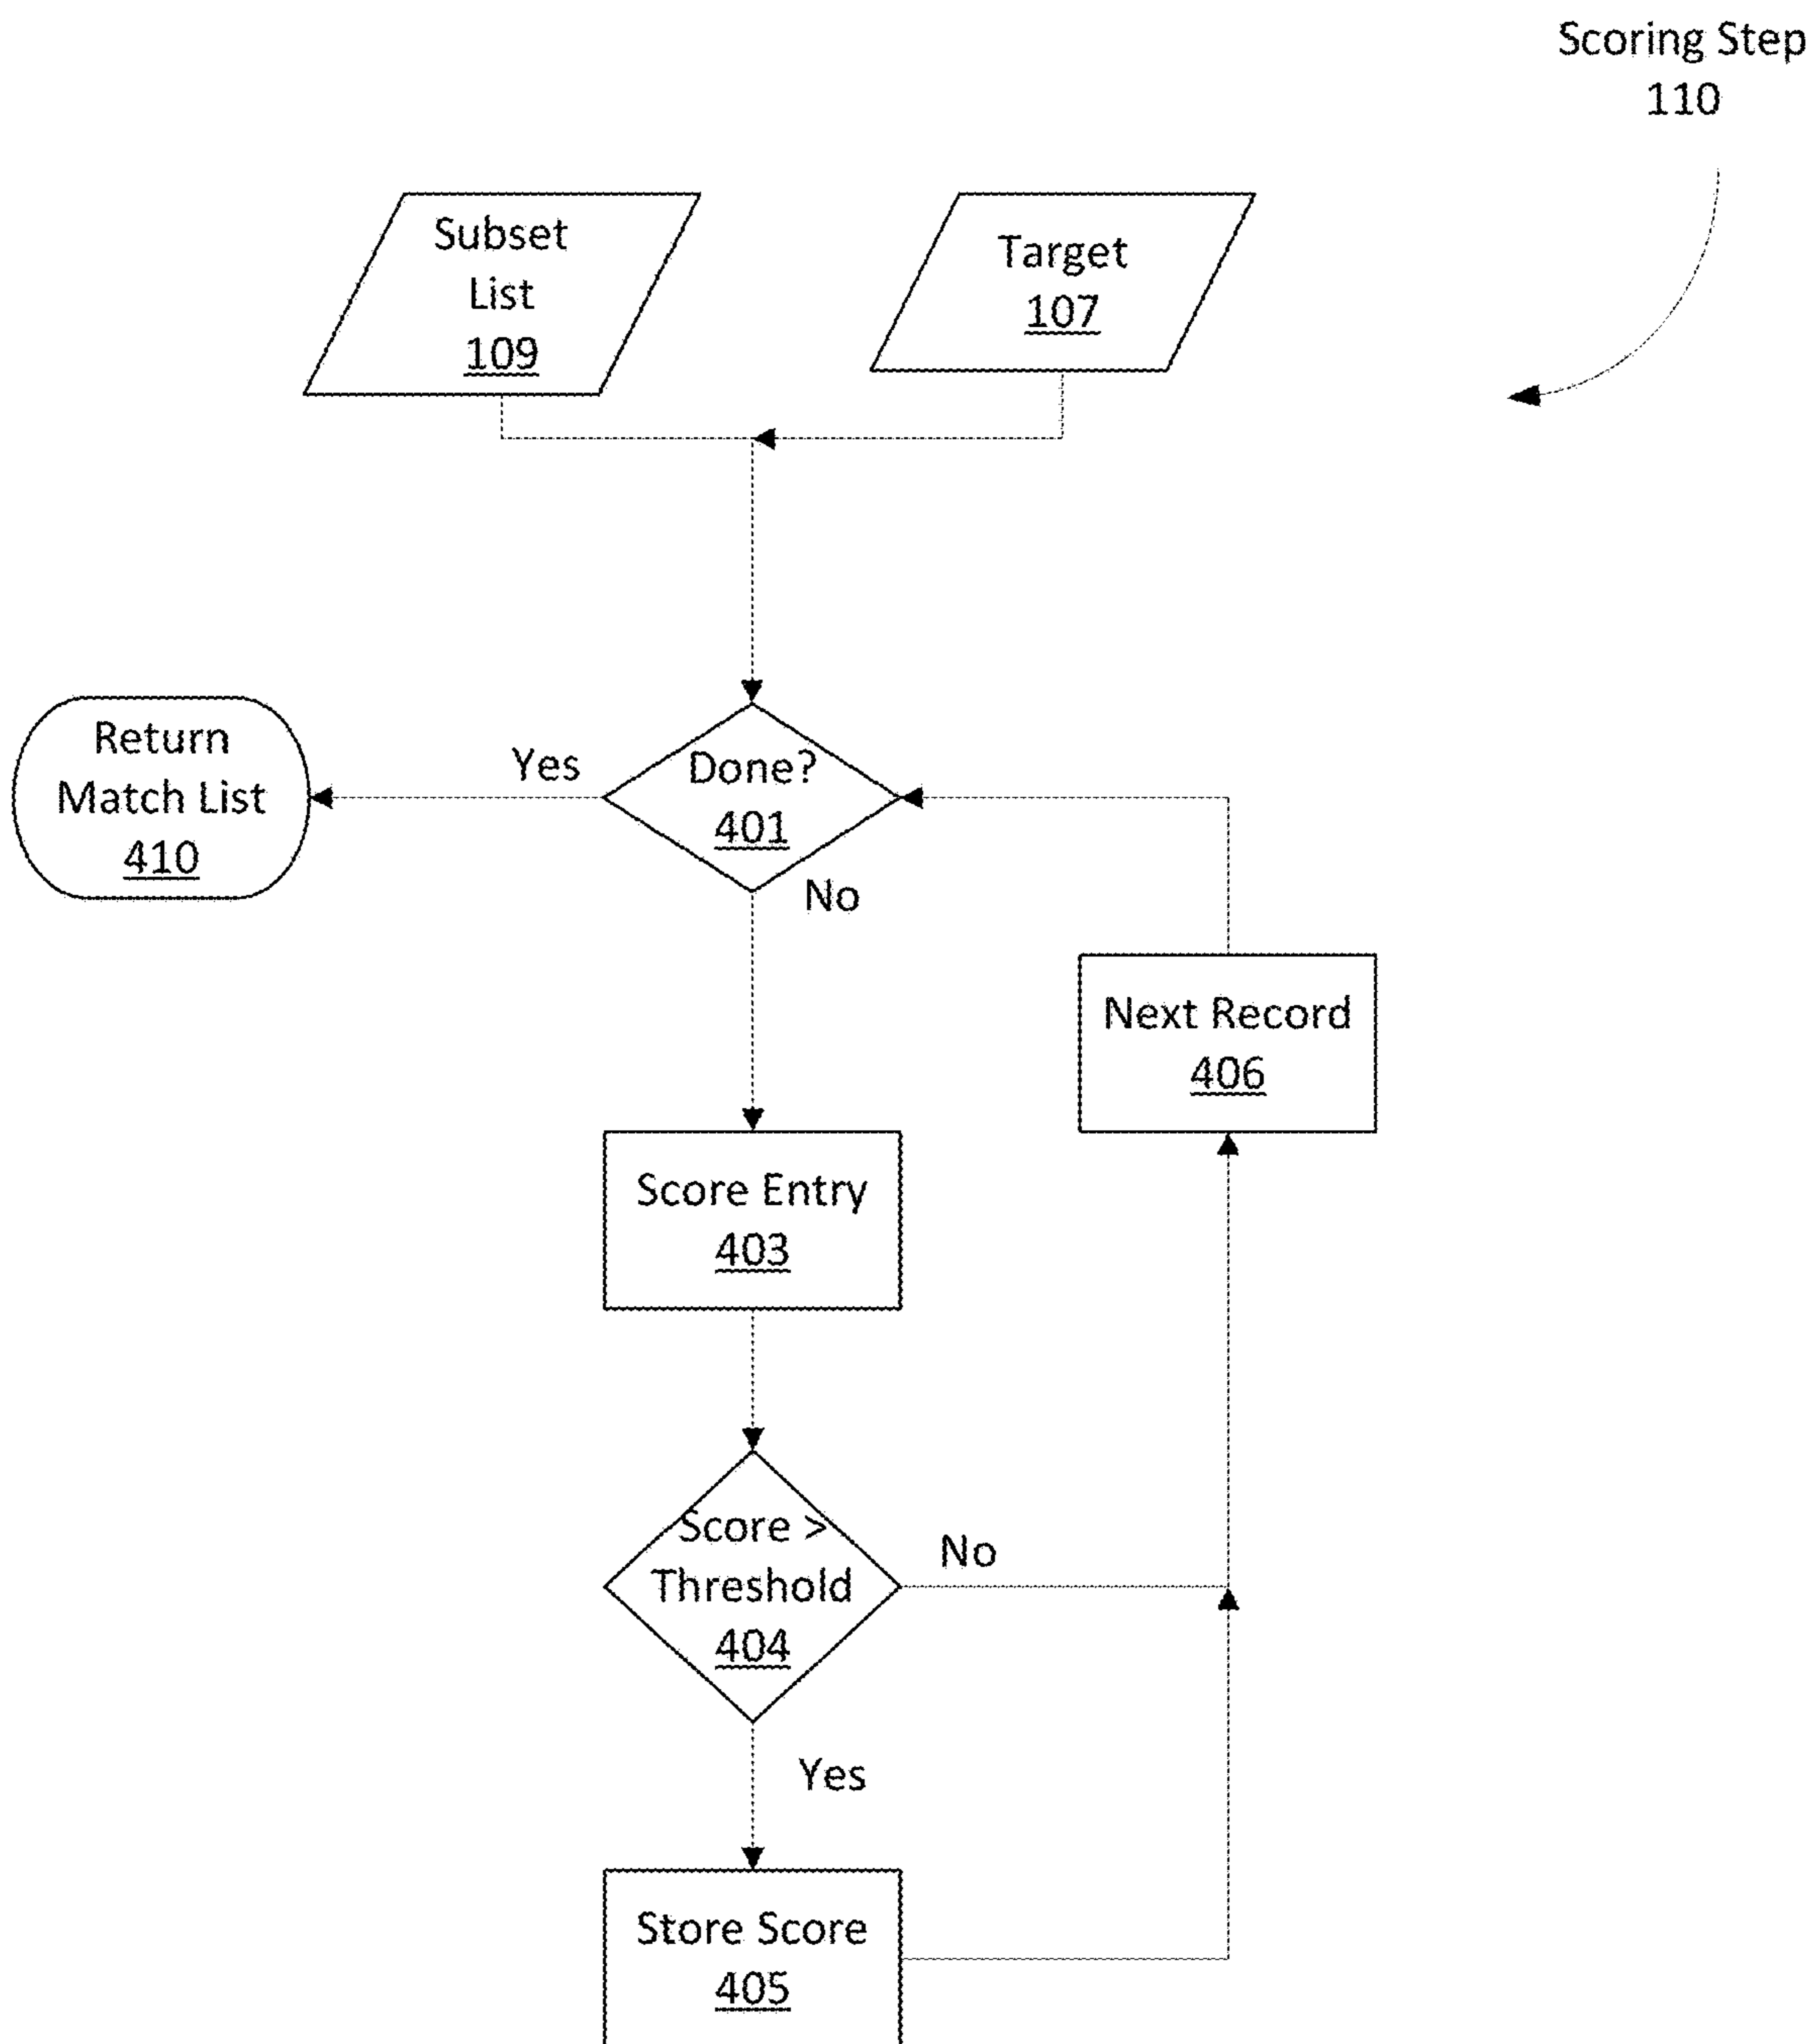 Scoring Step
110
Subset
List
109
Target
107
Return
Match List
410
Yes
Done?
401
No
Next Record
406
Score Entry
403
Score >
Threshold
404
No
Yes
Store Score
405